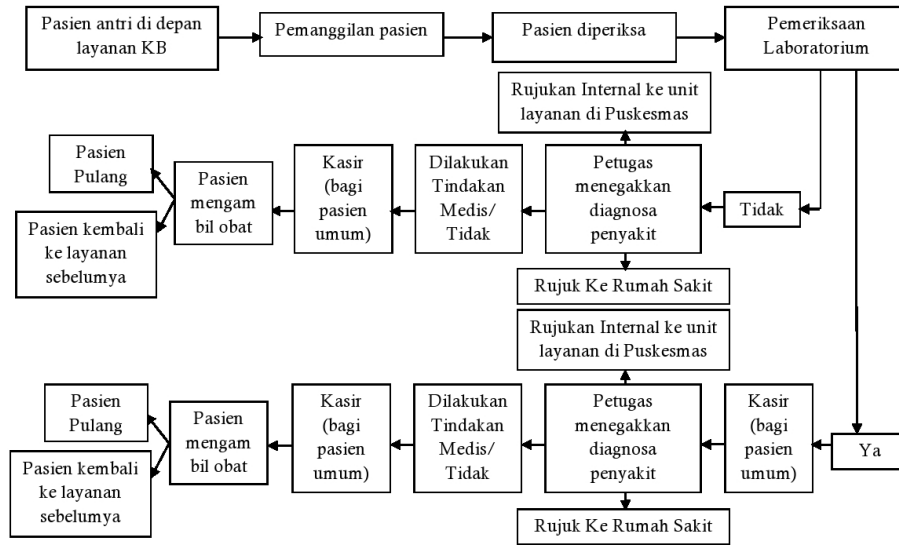 Pasien antri di depan
layanan KB
Pemanggilan pasien
Pasien diperiksa
Pemeriksaan
Laboratorium
Rujukan Internal ke unit
layanan di Puskesmas
Pasien
Pulang
Pasien kembali
ke layanan
sebelumya
Pasien
mengam
bil obat
Kasir
(bagi
pasien
umum)
Dilakukan
Tindakan
Medis/
Tidak
Petugas
menegakkan
diagnosa
penyakit
Tidak
Rujuk Ke Rumah Sakit
Rujukan Internal ke unit
layanan di Puskesmas
Pasien
Pulang
Pasien kembali
ke layanan
sebelumya
Pasien
mengam
bil obat
Kasir
(bagi
pasien
umum)
Dilakukan
Tindakan
Medis/
Tidak
Petugas
menegakkan
diagnosa
penyakit
Kasir
(bagi
pasien
umum)
Ya
Rujuk Ke Rumah Sakit